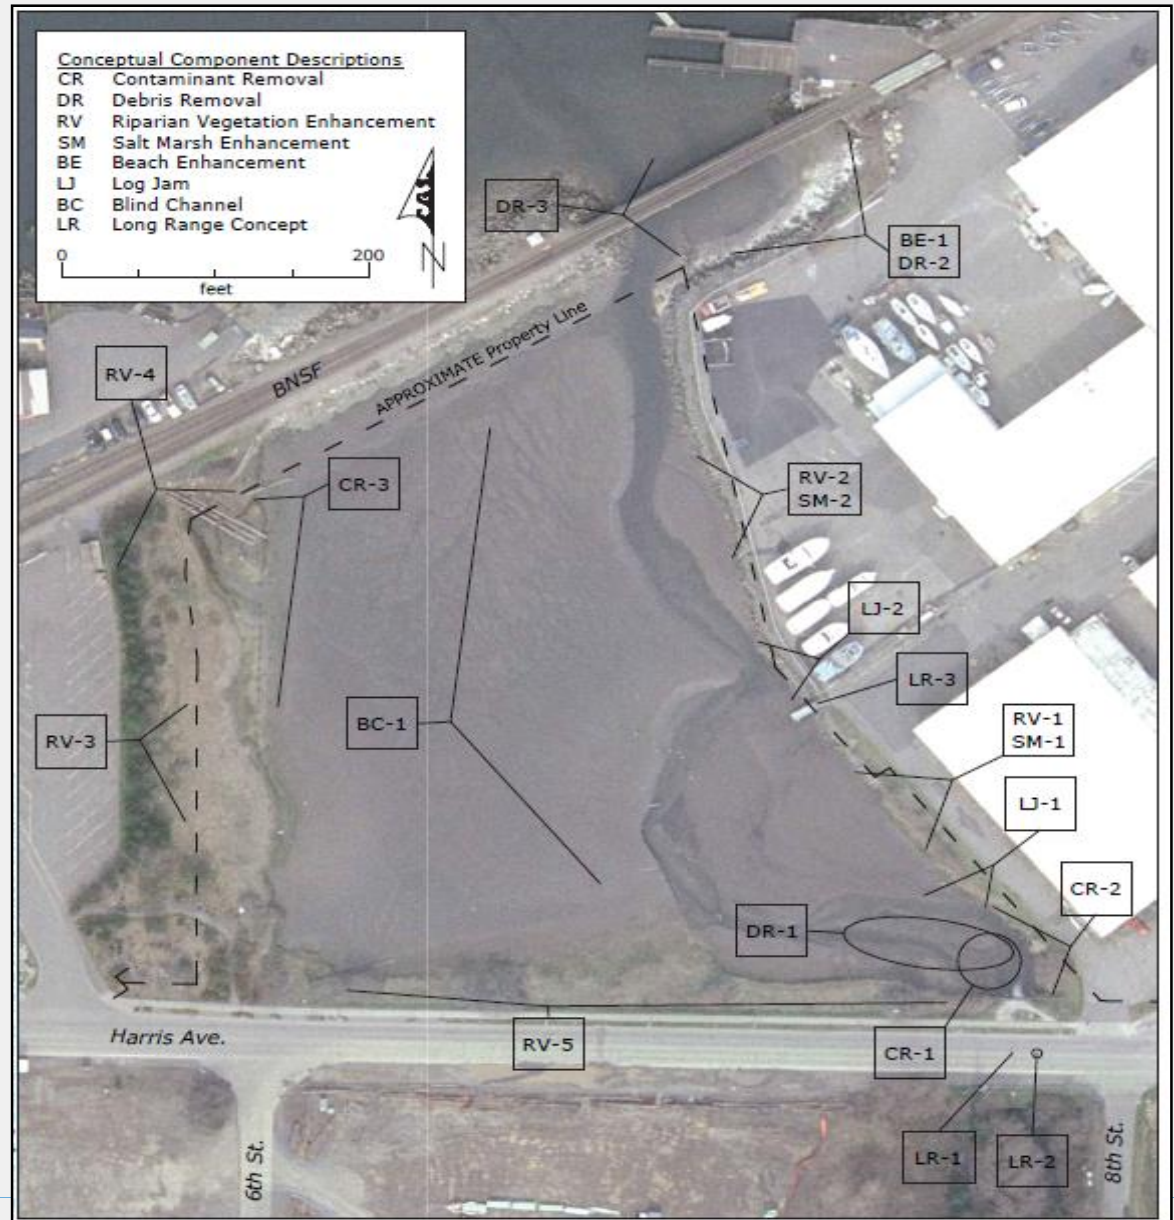 Conceptual Component Descriptions
CR Contaminant Removal
DR Debris Removal
RV Riparian Vegetation Enhancement
SM Salt Marsh Enhancement
BE Beach Enhancement
LJ Log Jam
BC Blind Channel
LR Long Range Concept
0 200
feet
N
DR-3
BE-1
DR-2
APPROXIMATE Property Line
BNSF
RV-4
CR-3
RV-2
SM-2
LJ-2
LR-3
RV-1
SM-1
BC-1
RV-3
LJ-1
CR-2
DR-1
Harris Ave.
RV-5
CR-1
LR-1
LR-2
6th St.
8th St.